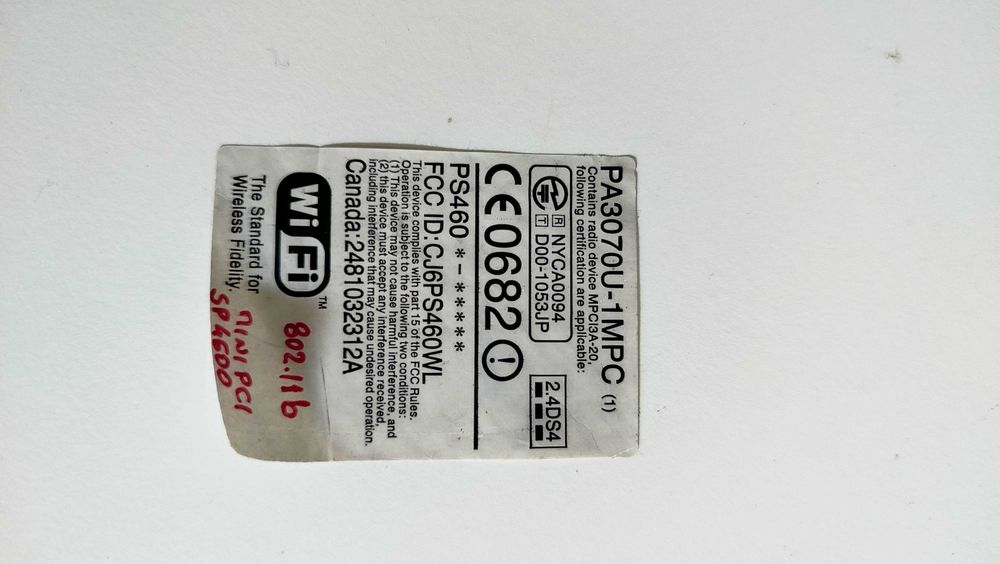 PA3070U-1MPC (1)
Contains radio device MPCI3A-20,
following certification are applicable:
R NYCA0094
T D00-1053JP
2.4DS4
CE0682
PS460 *-*****
FCC ID:CJ6PS460WL
This device complies with part 15 of the FCC Rules.
Operation is subject to the following two conditions:
(1) This device may not cause harmful interference, and
(2) this device must accept any interference received,
including interference that may cause undesired operation.
Canada:2481032312A
Wi Fi TM
The Standard for
Wireless Fidelity.
802.11b
MINI PCI
SP4600